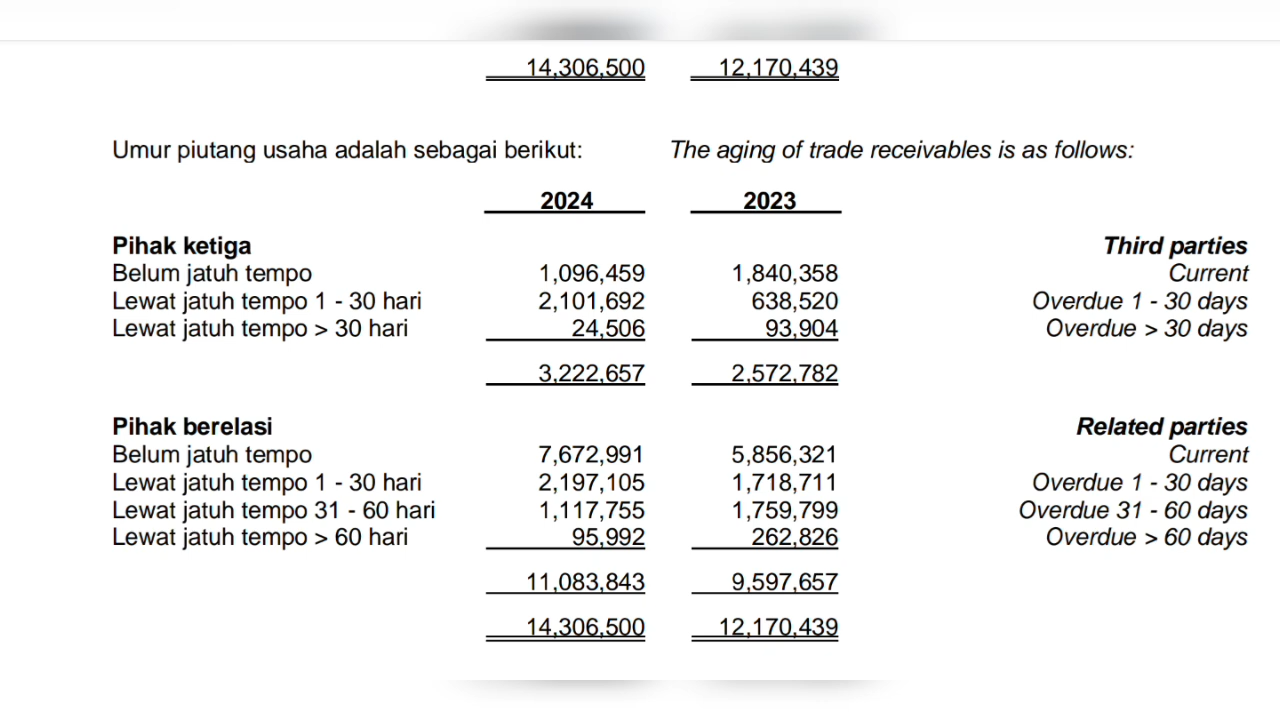 14,306,500 12,170,439
Umur piutang usaha adalah sebagai berikut: The aging of trade receivables is as follows:
2024 2023
Pihak ketiga Third parties
Belum jatuh tempo 1,096,459 1,840,358 Current
Lewat jatuh tempo 1 - 30 hari 2,101,692 638,520 Overdue 1 - 30 days
Lewat jatuh tempo > 30 hari 24,506 93,904 Overdue > 30 days
3,222,657 2,572,782
Pihak berelasi Related parties
Belum jatuh tempo 7,672,991 5,856,321 Current
Lewat jatuh tempo 1 - 30 hari 2,197,105 1,718,711 Overdue 1 - 30 days
Lewat jatuh tempo 31 - 60 hari 1,117,755 1,759,799 Overdue 31 - 60 days
Lewat jatuh tempo > 60 hari 95,992 262,826 Overdue > 60 days
11,083,843 9,597,657
14,306,500 12,170,439